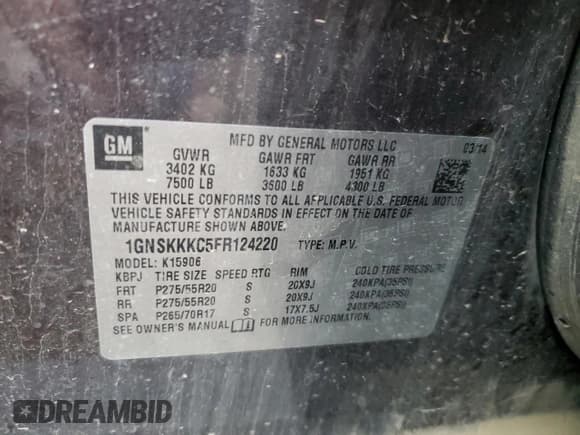 GM
MFD BY GENERAL MOTORS LLC 03/14
GVWR GAWR FRT GAWR RR
3402 KG 1633 KG 1951 KG
7500 LB 3600 LB 4300 LB
THIS VEHICLE CONFORMS TO ALL APPLICABLE U.S. FEDERAL MOTOR
VEHICLE SAFETY STANDARDS IN EFFECT ON THE DATE OF
MANUFACTURE SHOWN ABOVE.
1GNSKKKC5FR124220 TYPE: M.P.V.
MODEL: K15906
KBPJ TIRE SIZE SPEED RTG RIM COLD TIRE PRESSURE
FRT P275/55R20 S 20X9J 240KPA(35PSI)
RR P275/55R20 S 20X9J 240KPA(35PSI)
SPA P265/70R17 S 17X7.5J 240KPA(35PSI)
SEE OWNER'S MANUAL
DREAMBID